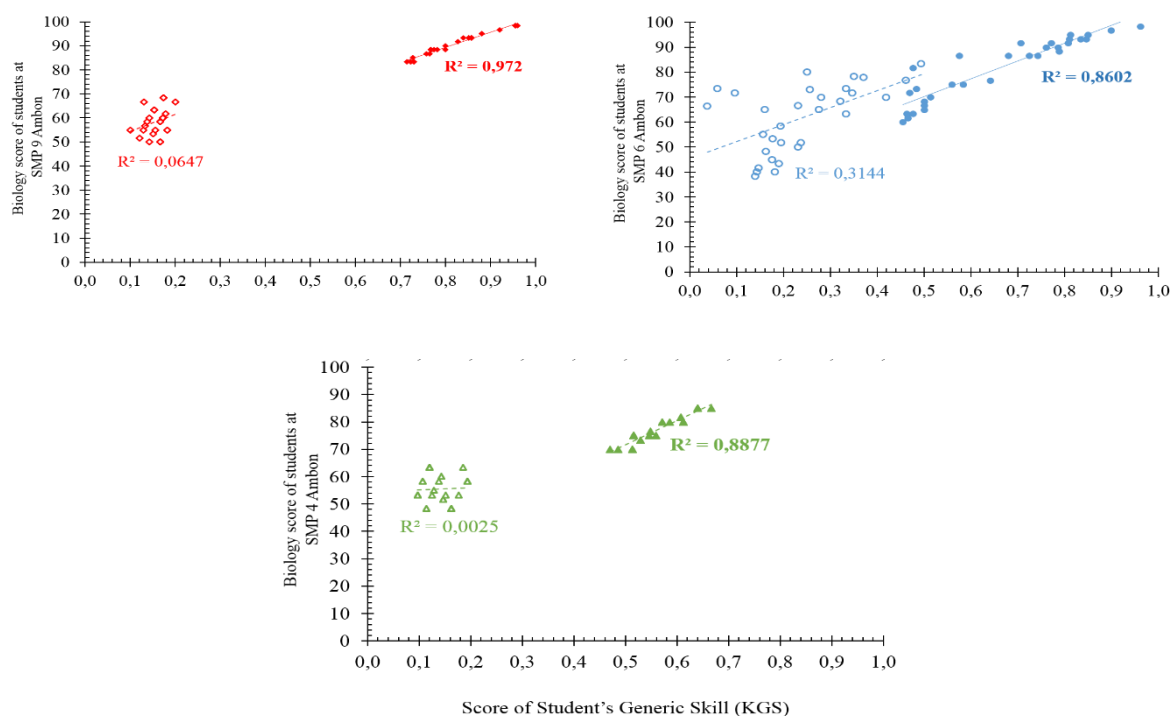 Biology score of students at
SMP 9 Ambon
100
90
80
70
60
50
40
30
20
10
0
R² = 0,972
R² = 0,0647
0,0 0,1 0,2 0,3 0,4 0,5 0,6 0,7 0,8 0,9 1,0
Biology score of students at
SMP 6 Ambon
100
90
80
70
60
50
40
30
20
10
0
R² = 0,8602
R² = 0,3144
0,0 0,1 0,2 0,3 0,4 0,5 0,6 0,7 0,8 0,9 1,0
Biology score of students at
SMP 4 Ambon
100
90
80
70
60
50
40
30
20
10
0
R² = 0,8877
R² = 0,0025
0,0 0,1 0,2 0,3 0,4 0,5 0,6 0,7 0,8 0,9 1,0
Score of Student’s Generic Skill (KGS)